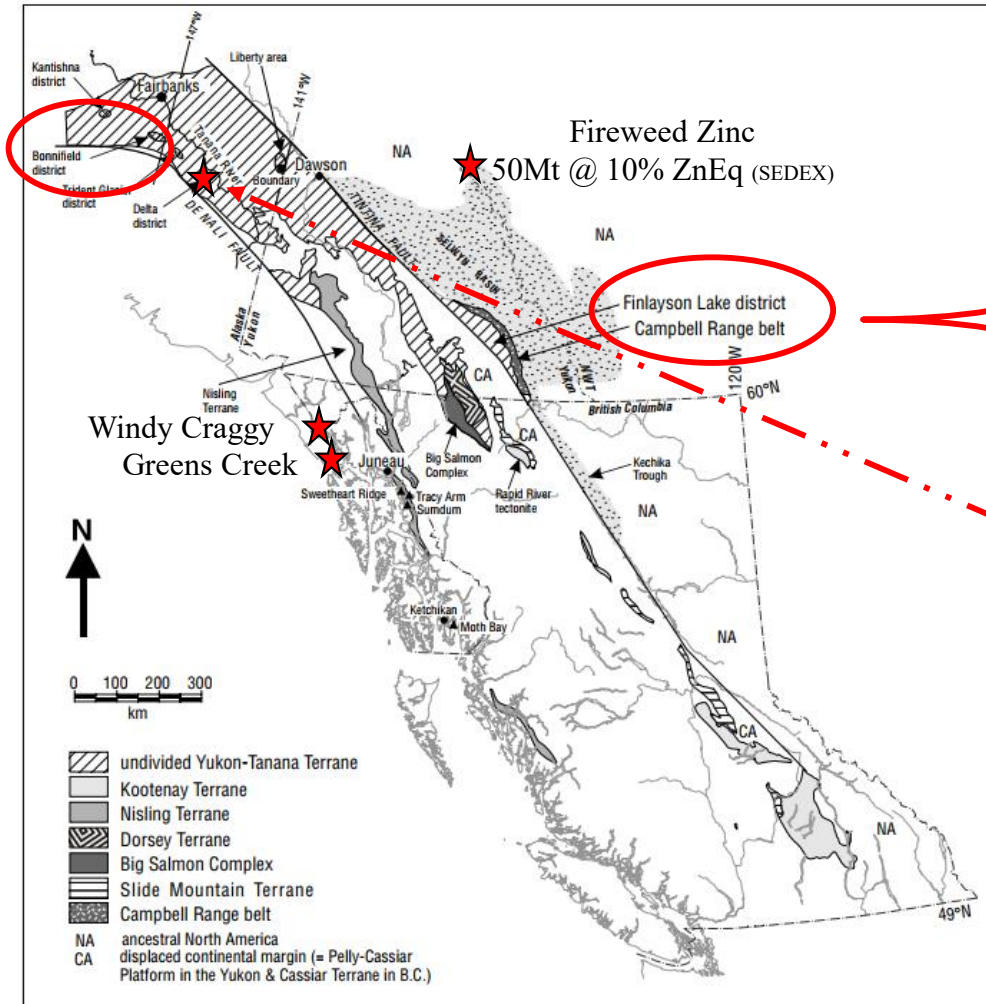 147°W
Kantishna
district
Fairbanks
Liberty area
141°W
Bonnifield
district
Tanana River
Trident Glacier
district
Delta
district
Boundary
Dawson
NA
Fireweed Zinc
50Mt @ 10% ZnEq (SEDEX)
TINTINA FAULT
DENALI FAULT
SELWYN BASIN
NA
Finlayson Lake district
Campbell Range belt
Alaska
Yukon
Nisling
Terrane
CA
NWT
Yukon
120°W
60°N
British Columbia
Windy Craggy
Greens Creek
Juneau
Sweetheart Ridge
Tracy Arm
Sumdum
Big Salmon
Complex
CA
Rapid River
tectonite
Kechika
Trough
NA
N
Ketchikan
Moth Bay
NA
0 100 200 300
km
CA
NA
49°N
undivided Yukon-Tanana Terrane
Kootenay Terrane
Nisling Terrane
Dorsey Terrane
Big Salmon Complex
Slide Mountain Terrane
Campbell Range belt
NA ancestral North America
CA displaced continental margin (= Pelly-Cassiar
Platform in the Yukon & Cassiar Terrane in B.C.)